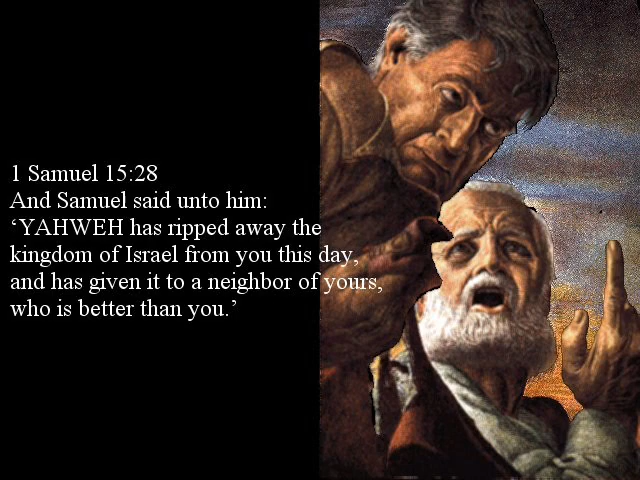 1 Samuel 15:28
And Samuel said unto him:
‘YAHWEH has ripped away the
kingdom of Israel from you this day,
and has given it to a neighbor of yours,
who is better than you.’